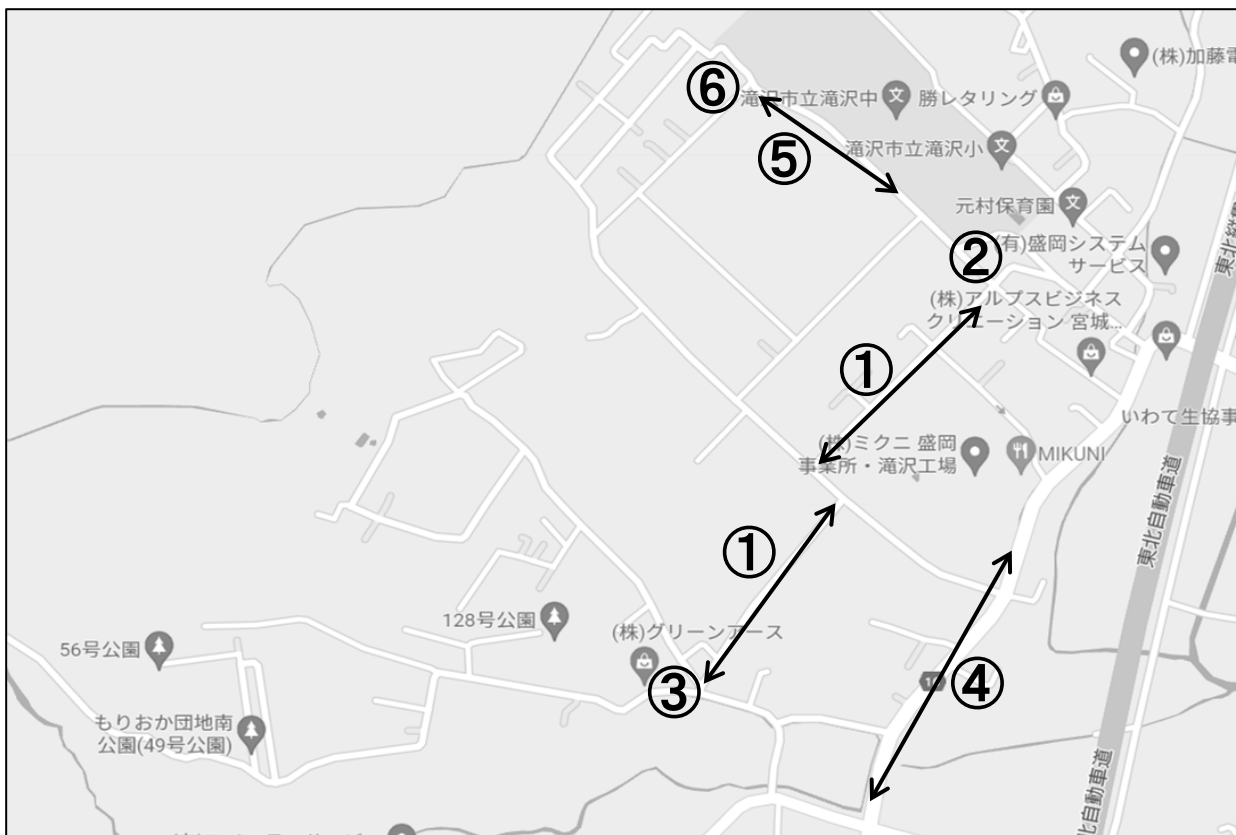 (株)加藤電
⑥
滝沢市立滝沢中
勝レタリング
⑤
滝沢市立滝沢小
元村保育園
②
(有)盛岡システム
サービス
(株)アルプスビジネス
クリエーション 宮城...
①
いわて生協事
(株)ミクニ 盛岡
事業所・滝沢工場
MIKUNI
東北自動車道
①
128号公園
(株)グリーンアース
56号公園
③
④
もりおか団地南
公園(49号公園)